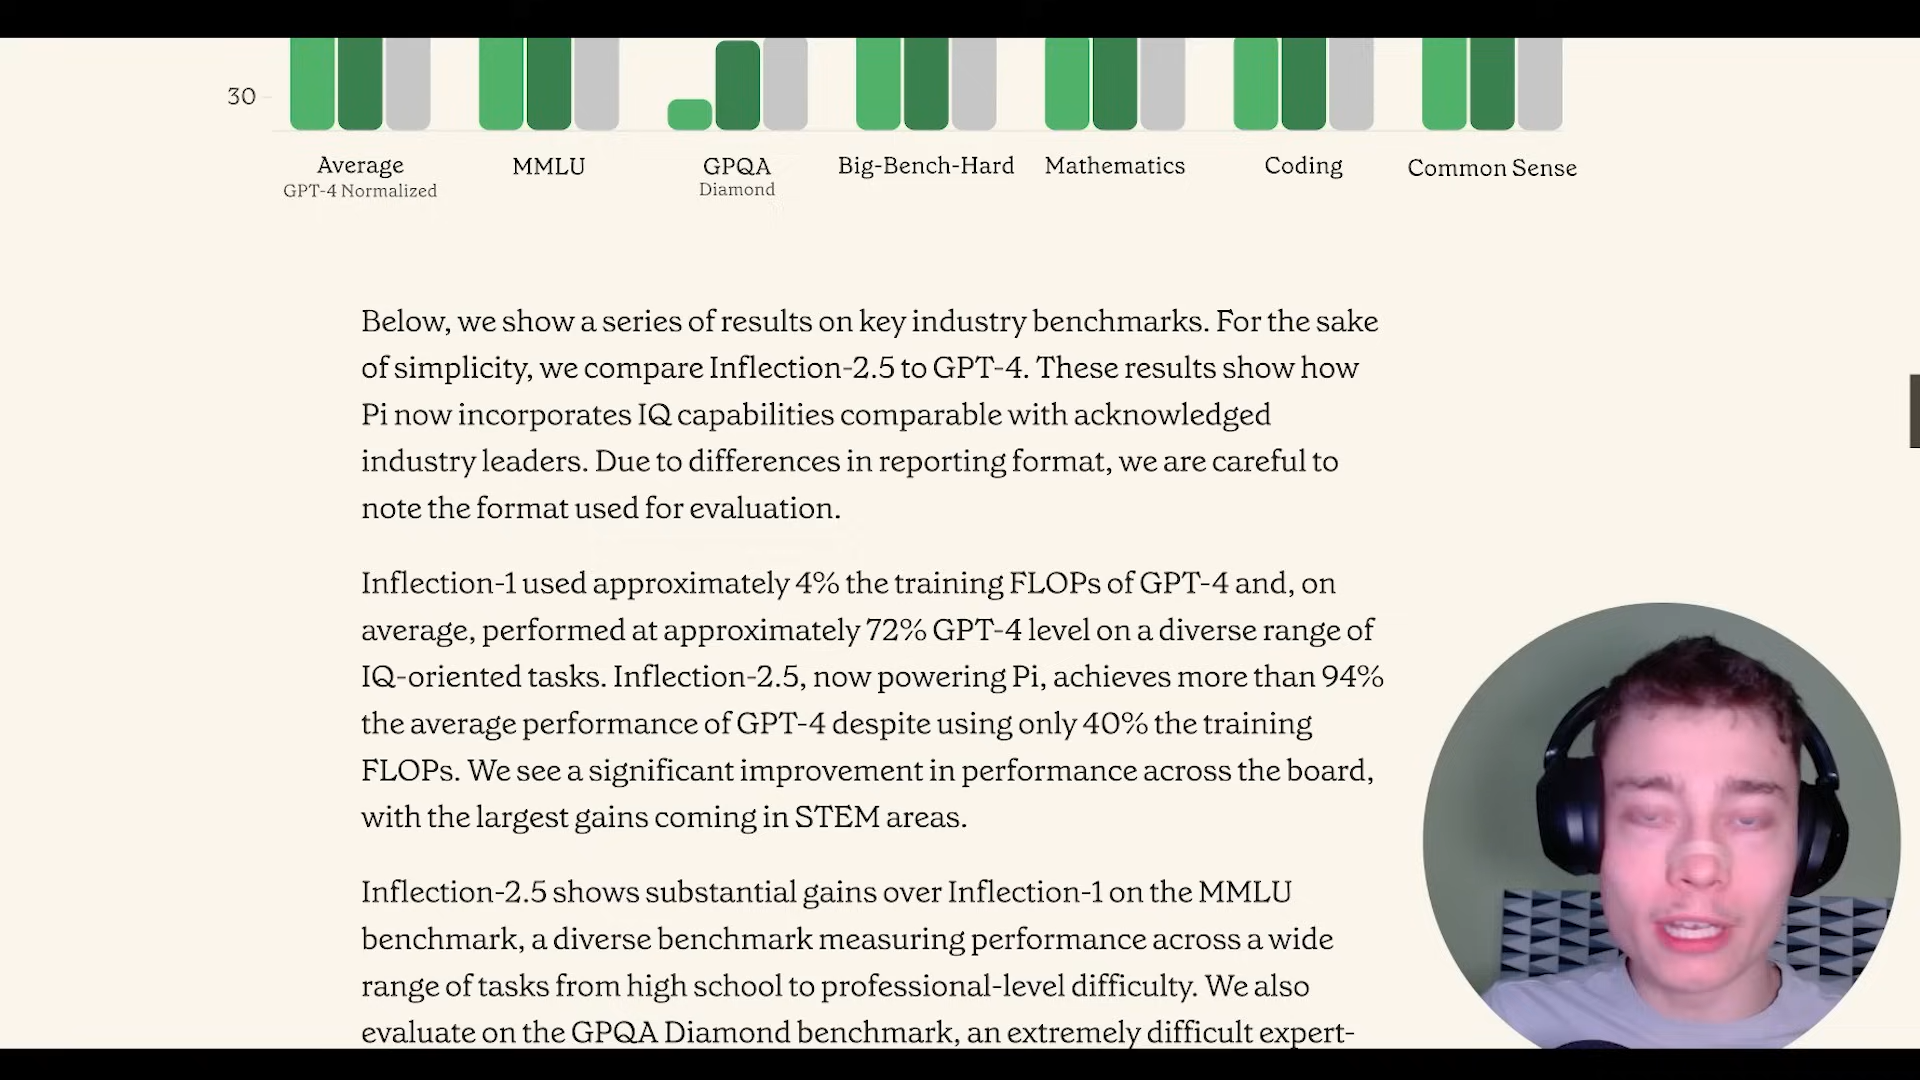 30
Average
GPT-4 Normalized
MMLU
GPQA
Diamond
Big-Bench-Hard
Mathematics
Coding
Common Sense
Below, we show a series of results on key industry benchmarks. For the sake
of simplicity, we compare Inflection-2.5 to GPT-4. These results show how
Pi now incorporates IQ capabilities comparable with acknowledged
industry leaders. Due to differences in reporting format, we are careful to
note the format used for evaluation.
Inflection-1 used approximately 4% the training FLOPs of GPT-4 and, on
average, performed at approximately 72% GPT-4 level on a diverse range of
IQ-oriented tasks. Inflection-2.5, now powering Pi, achieves more than 94%
the average performance of GPT-4 despite using only 40% the training
FLOPs. We see a significant improvement in performance across the board,
with the largest gains coming in STEM areas.
Inflection-2.5 shows substantial gains over Inflection-1 on the MMLU
benchmark, a diverse benchmark measuring performance across a wide
range of tasks from high school to professional-level difficulty. We also
evaluate on the GPQA Diamond benchmark, an extremely difficult expert-